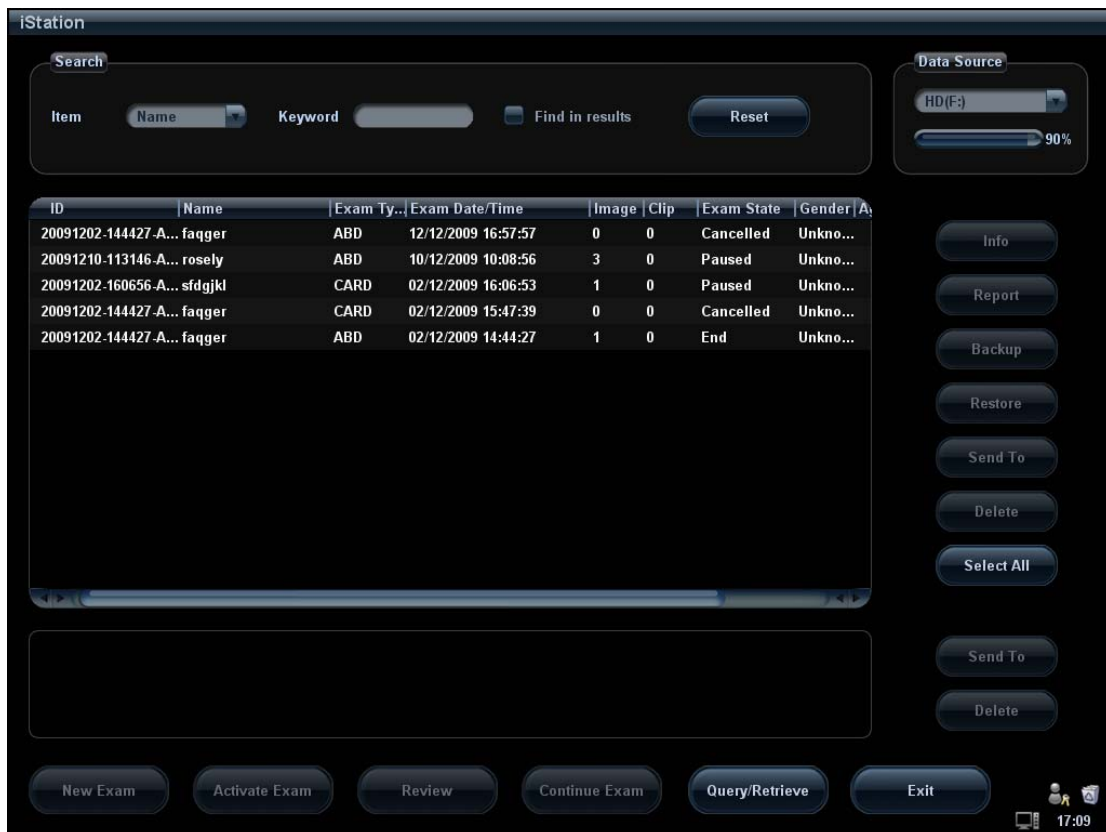 iStation
Search
Item Name Keyword Find in results Reset
Data Source
HD(F:)
90%
ID Name Exam Ty... Exam Date/Time Image Clip Exam State Gender
20091202-144427-A... faqger ABD 12/12/2009 16:57:57 0 0 Cancelled Unkno...
20091210-113146-A... rosely ABD 10/12/2009 10:08:56 3 0 Paused Unkno...
20091202-160656-A... sfdgjkl CARD 02/12/2009 16:06:53 1 0 Paused Unkno...
20091202-144427-A... faqger CARD 02/12/2009 15:47:39 0 0 Cancelled Unkno...
20091202-144427-A... faqger ABD 02/12/2009 14:44:27 1 0 End Unkno...
Info
Report
Backup
Restore
Send To
Delete
Select All
Send To
Delete
New Exam Activate Exam Review Continue Exam Query/Retrieve Exit
17:09